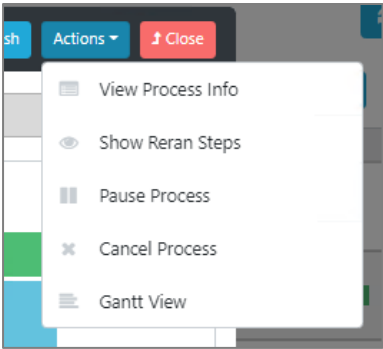 sh Actions Close
View Process Info
Show Reran Steps
Pause Process
Cancel Process
Gantt View